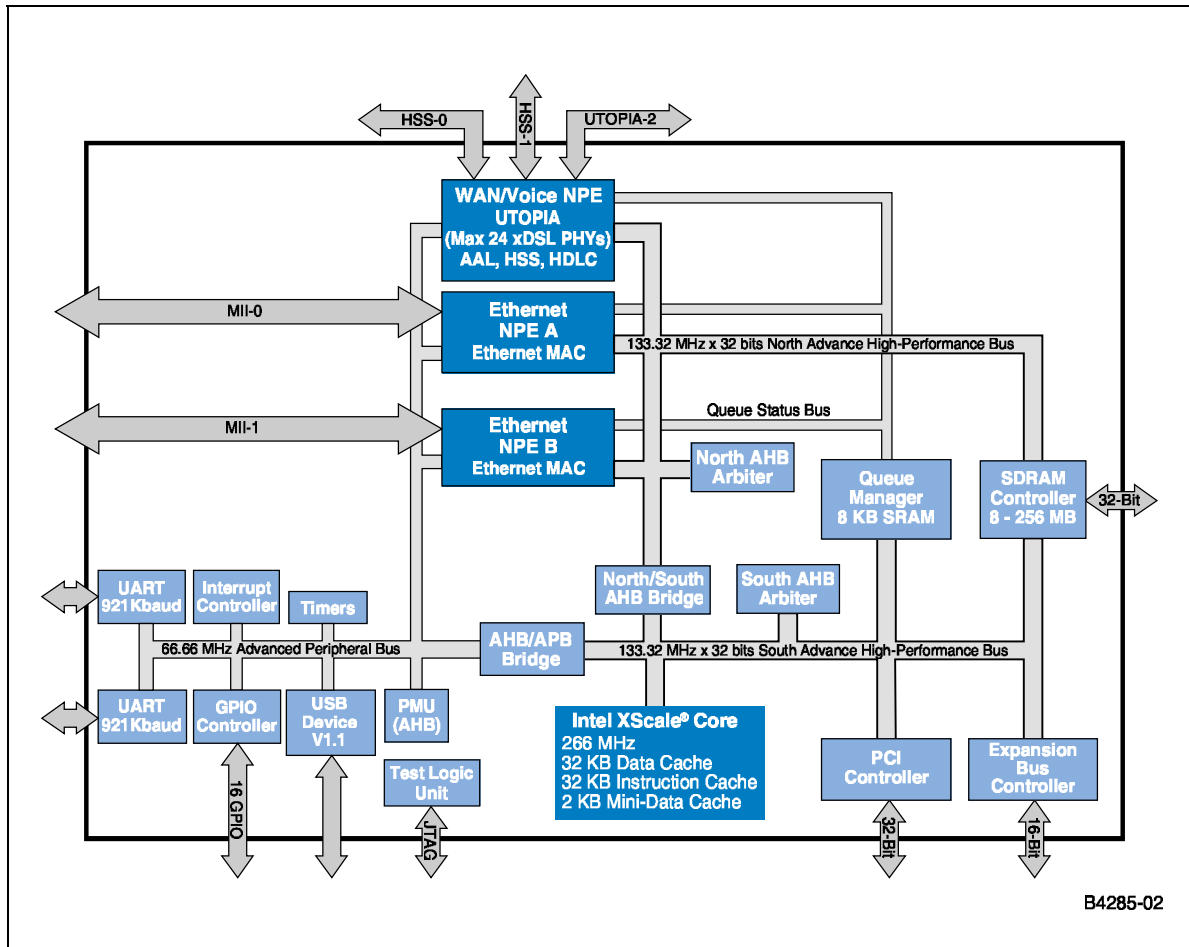 HSS-0
HSS-1
UTOPIA-2
WAN/Voice NPE
UTOPIA
(Max 24 xDSL PHYs)
AAL, HSS, HDLC
MII-0
Ethernet
NPE A
Ethernet MAC
133.32 MHz x 32 bits North Advance High-Performance Bus
MII-1
Ethernet
NPE B
Ethernet MAC
Queue Status Bus
North AHB
Arbiter
Queue
Manager
8 KB SRAM
SDRAM
Controller
8 - 256 MB
32-Bit
UART
921Kbaud
Interrupt
Controller
Timers
North/South
AHB Bridge
South AHB
Arbiter
66.66 MHz Advanced Peripheral Bus
AHB/APB
Bridge
133.32 MHz x 32 bits South Advance High-Performance Bus
UART
921Kbaud
GPIO
Controller
USB
Device
V1.1
PMU
(AHB)
Test Logic
Unit
Intel XScale® Core
266 MHz
32 KB Data Cache
32 KB Instruction Cache
2 KB Mini-Data Cache
PCI
Controller
Expansion
Bus
Controller
16 GPIO
JTAG
32-Bit
16-Bit
B4285-02